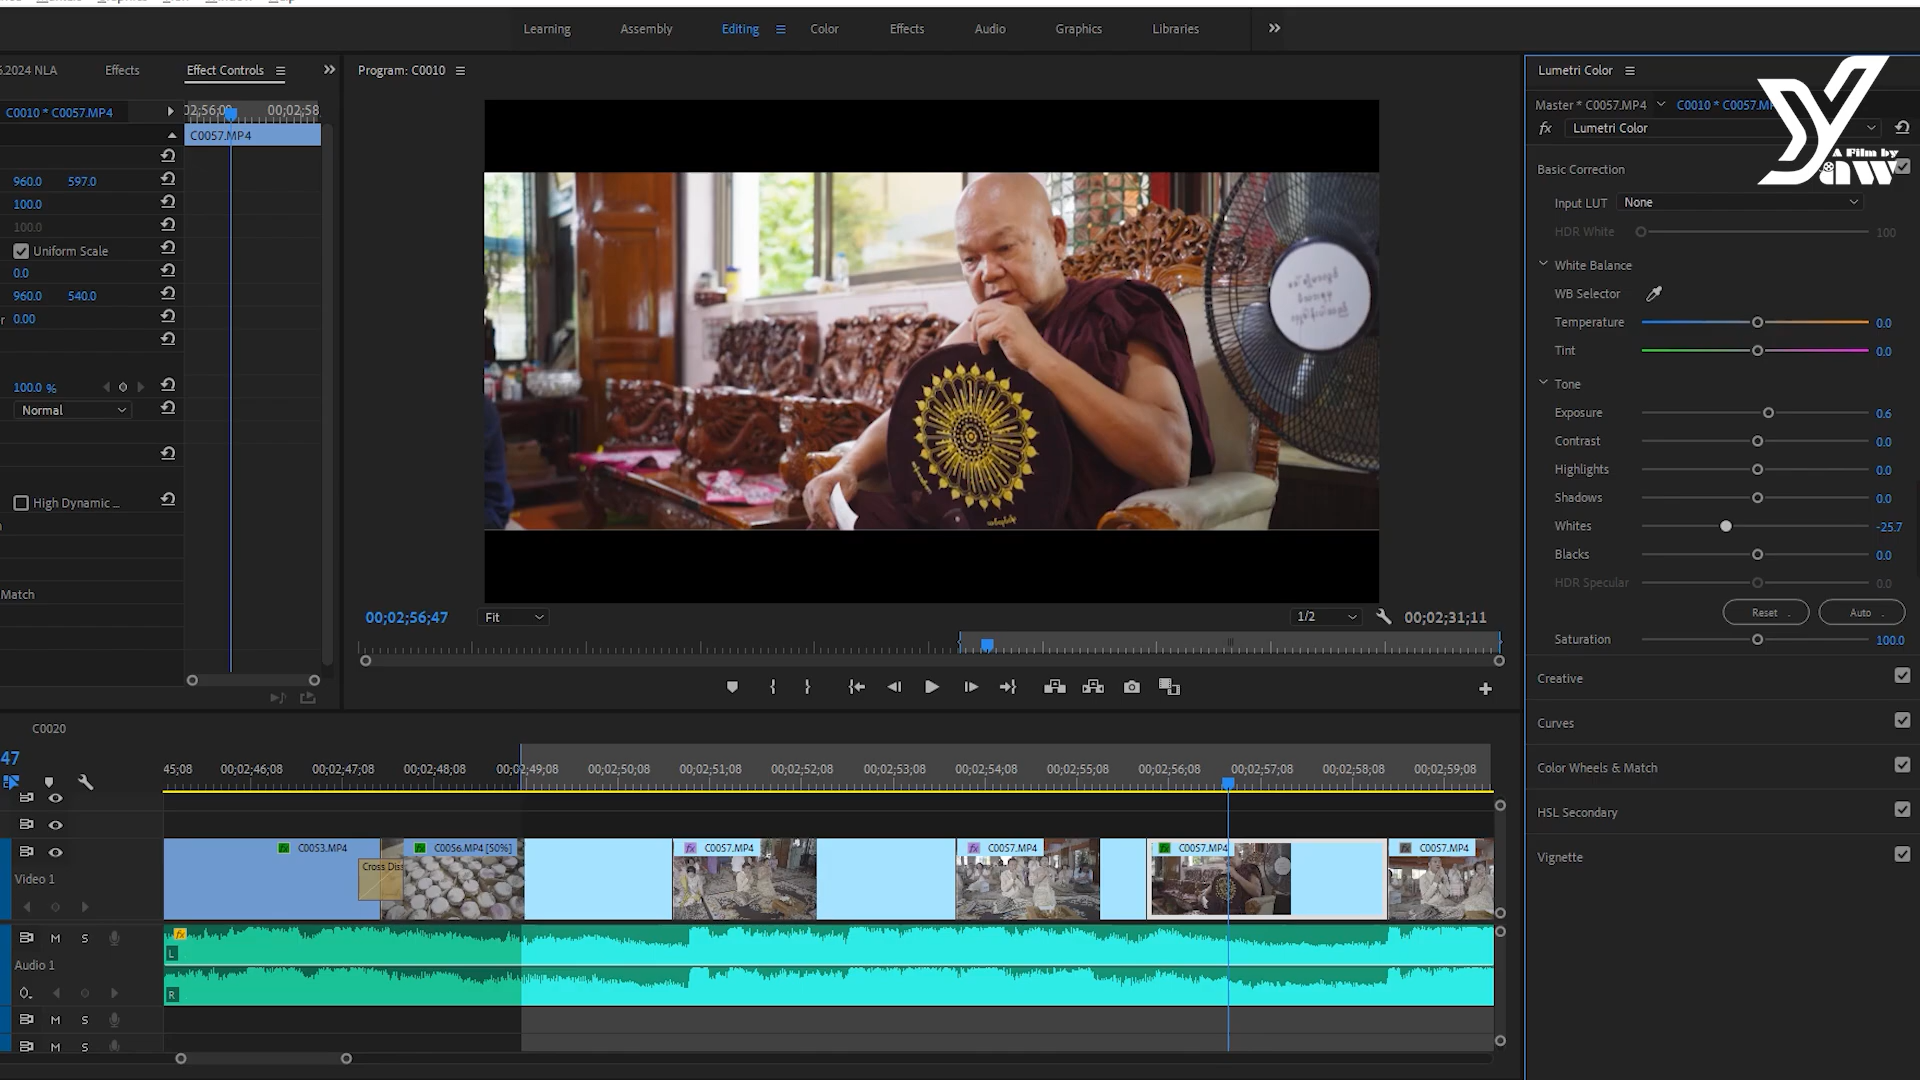 Learning
Assembly
Editing
Color
Effects
Audio
Graphics
Libraries
.2024 NLA
Effects
Effect Controls
Program: C0010
Lumetri Color
C0010 * C0057.MP4
02;56;0
00;02;58
C0057.MP4
960.0 597.0
100.0
100.0
Uniform Scale
0.0
960.0 540.0
r 0.00
100.0 %
Normal
High Dynamic ...
Match
Master * C0057.MP4
C0010 * C0057.M
fx Lumetri Color
A Film by
Yaw
Basic Correction
Input LUT None
HDR White 100
White Balance
WB Selector
Temperature 0.0
Tint 0.0
Tone
Exposure 0.6
Contrast 0.0
Highlights 0.0
Shadows 0.0
Whites -25.7
Blacks 0.0
HDR Specular 0.0
Reset
Auto
Saturation 100.0
Creative
Curves
Color Wheels & Match
HSL Secondary
Vignette
00;02;56;47
Fit
1/2
00;02;31;11
C0020
47
45;08
00;02;46;08
00;02;47;08
00;02;48;08
00;02;49;08
00;02;50;08
00;02;51;08
00;02;52;08
00;02;53;08
00;02;54;08
00;02;55;08
00;02;56;08
00;02;57;08
00;02;58;08
00;02;59;08
fx C0053.MP4
fx C0056.MP4 [50%]
fx C0057.MP4
fx C0057.MP4
fx C0057.MP4
fx C0057.MP4
Cross Diss
Video 1
M S
fx
L
Audio 1
R
M S
M S